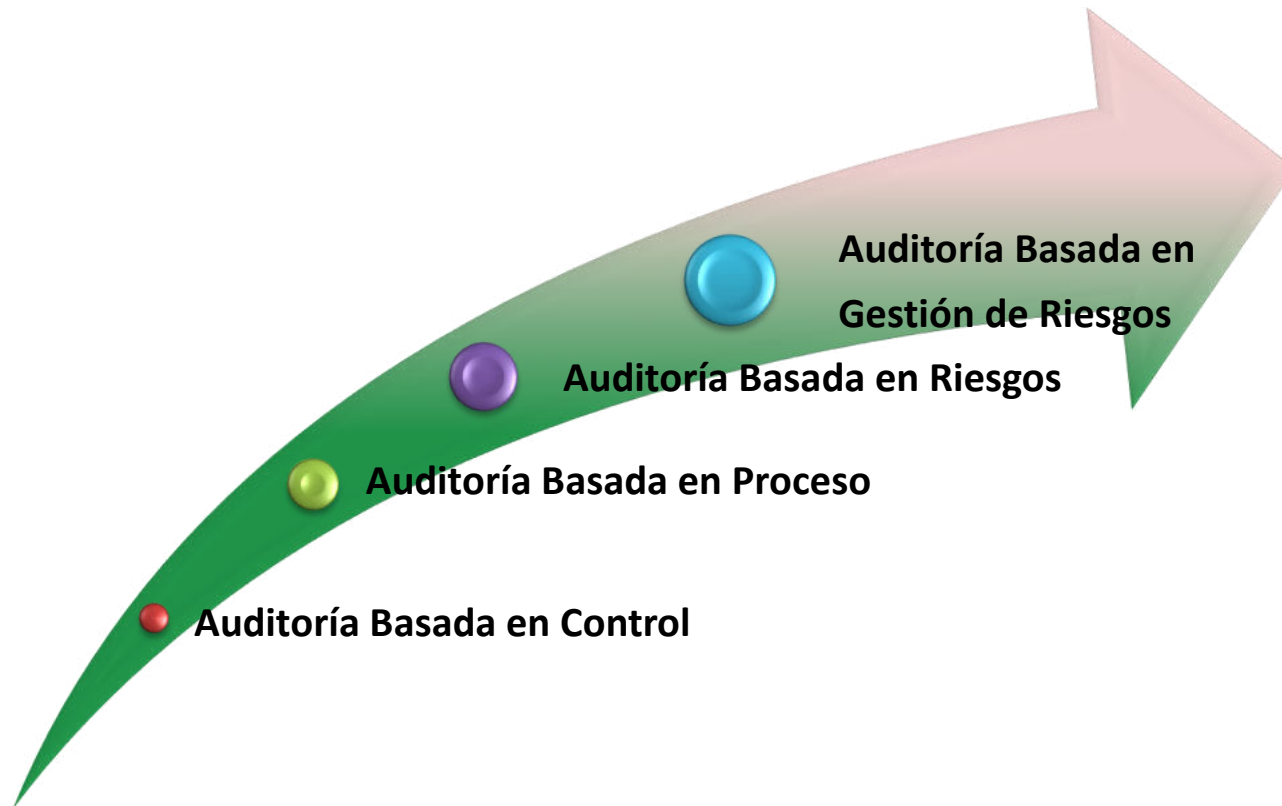 Auditoría Basada en
Gestión de Riesgos
Auditoría Basada en Riesgos
Auditoría Basada en Proceso
Auditoría Basada en Control